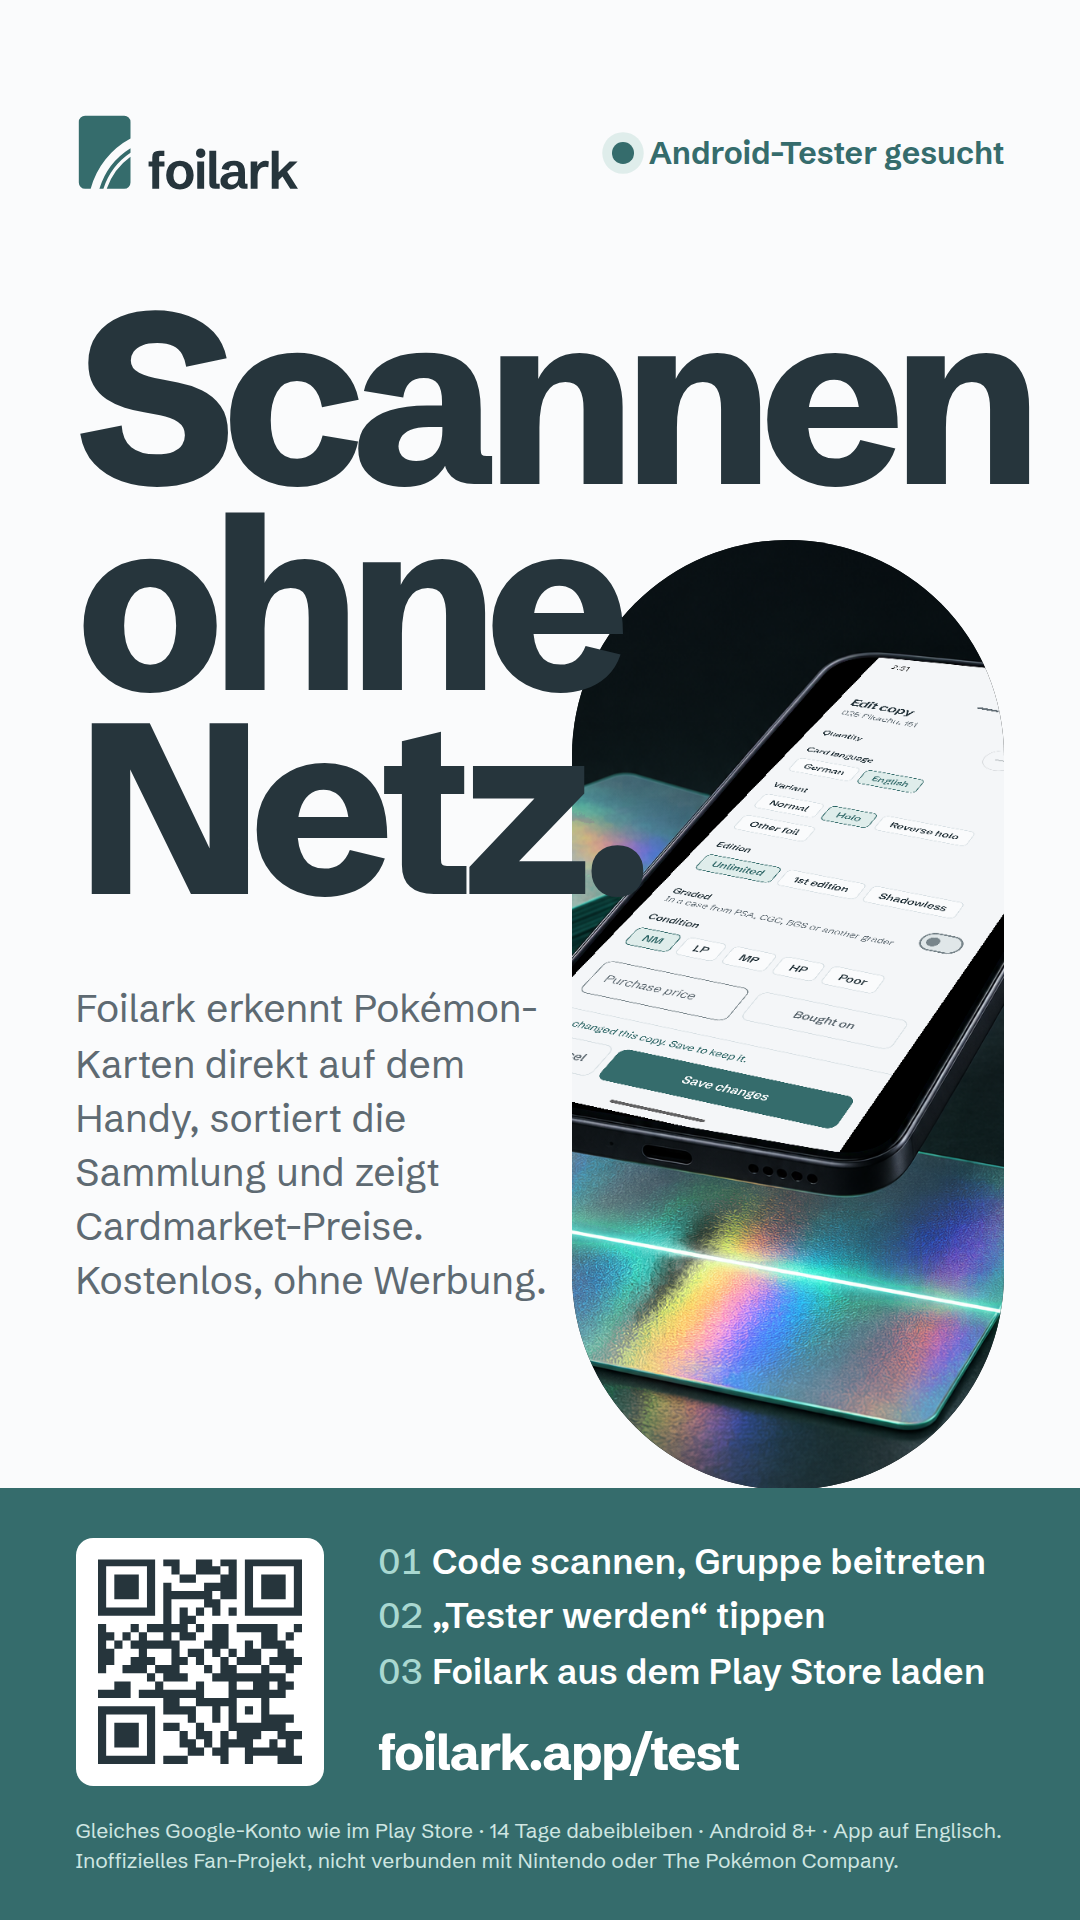 foilark
Android-Tester gesucht
Scannen
ohne
Netz.
2:51
Edit copy
Quantity
Card language
German English
Variant
Normal Holo Reverse holo
Other foil
Edition
Unlimited 1st edition Shadowless
Graded
In a case from PSA, CGC, BGS or another grader
Condition
NM LP MP HP Poor
Purchase price Bought on
changed this copy. Save to keep it.
Save changes
Foilark erkennt Pokémon-
Karten direkt auf dem
Handy, sortiert die
Sammlung und zeigt
Cardmarket-Preise.
Kostenlos, ohne Werbung.
01 Code scannen, Gruppe beitreten
02 „Tester werden“ tippen
03 Foilark aus dem Play Store laden
foilark.app/test
Gleiches Google-Konto wie im Play Store · 14 Tage dabeibleiben · Android 8+ · App auf Englisch.
Inoffizielles Fan-Projekt, nicht verbunden mit Nintendo oder The Pokémon Company.